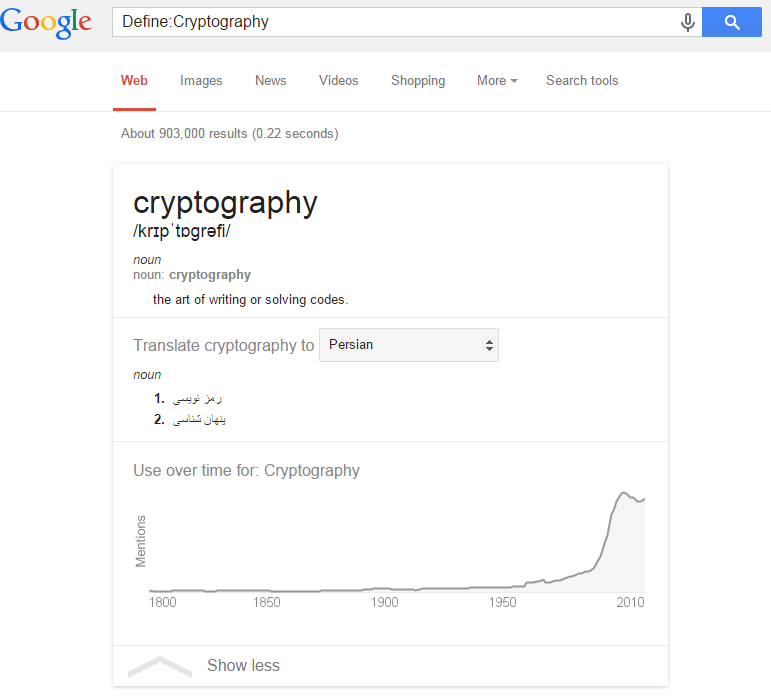 Google
Define:Cryptography
Web Images News Videos Shopping More Search tools
About 903,000 results (0.22 seconds)
cryptography
/krɪpˈtɒɡrəfi/
noun
noun: cryptography
the art of writing or solving codes.
Translate cryptography to Persian
noun
1. رمز نویسی
2. پنهان شناسی
Use over time for: Cryptography
Mentions
1800 1850 1900 1950 2010
Show less